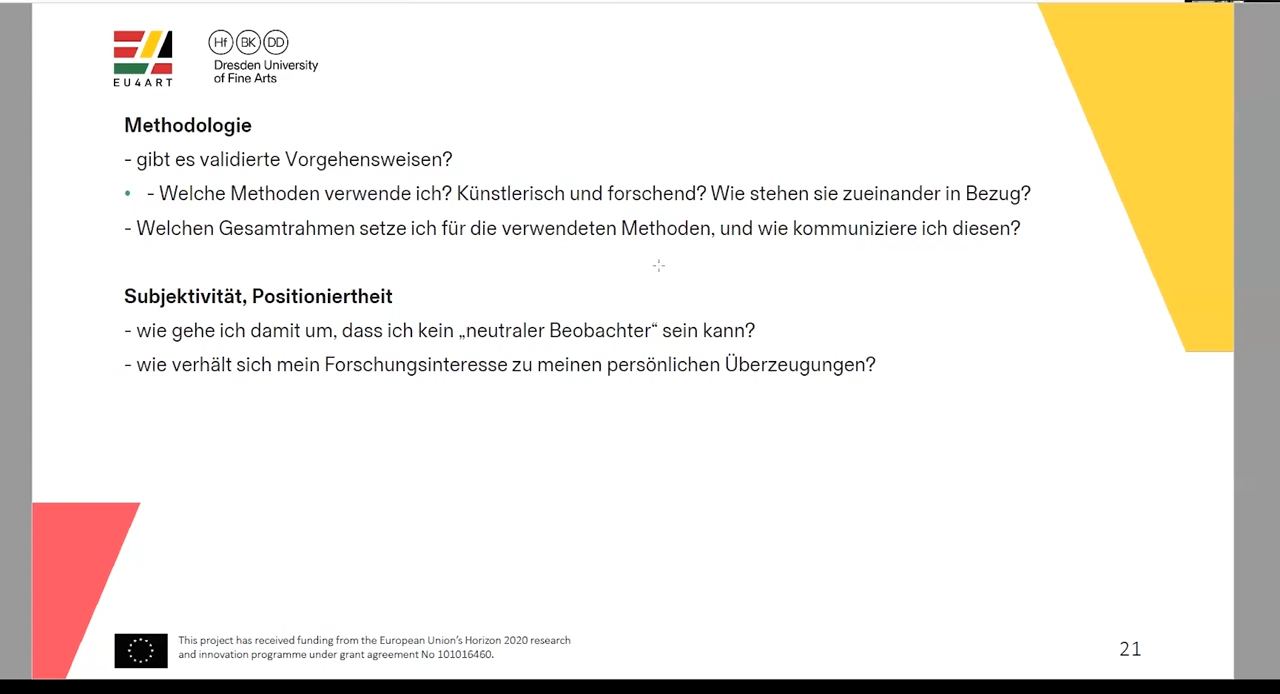 EU4ART
Hf BK DD
Dresden University
of Fine Arts
Methodologie
- gibt es validierte Vorgehensweisen?
• - Welche Methoden verwende ich? Künstlerisch und forschend? Wie stehen sie zueinander in Bezug?
- Welchen Gesamtrahmen setze ich für die verwendeten Methoden, und wie kommuniziere ich diesen?
Subjektivität, Positioniertheit
- wie gehe ich damit um, dass ich kein „neutraler Beobachter“ sein kann?
- wie verhält sich mein Forschungsinteresse zu meinen persönlichen Überzeugungen?
This project has received funding from the European Union’s Horizon 2020 research
and innovation programme under grant agreement No 101016460.
21